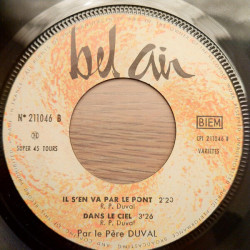 bel air
N° 211046 B
BIEM
SUPER 45 TOURS
VARIETE
IL S'EN VA PAR LE PONT 2'20
R. P. Duval
DANS LE CIEL 3'26
R. P. Duval
Par le Père DUVAL